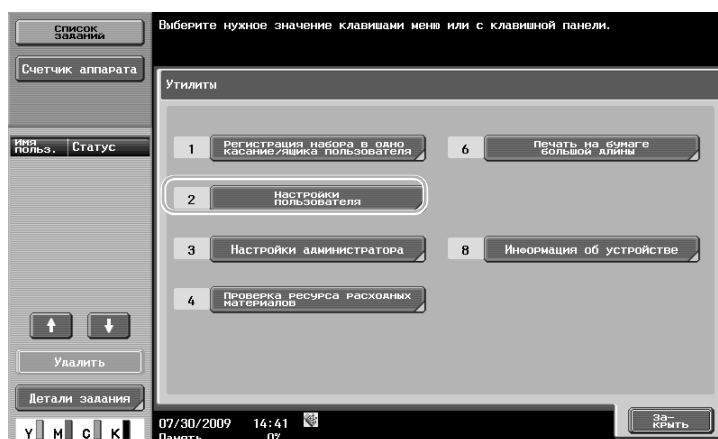 Список
заданий
Выберите нужное значение клавишами меню или с клавишной панели.
Счетчик аппарата
Утилиты
Имя
польз.
Статус
1
Регистрация набора в одно
касание/ящика пользователя
6
Печать на бумаге
большой длины
2
Настройки
пользователя
3
Настройки администратора
8
Информация об устройстве
4
Проверка ресурса расходных
материалов
Удалить
Детали задания
Y M C K
07/30/2009 14:41
Память 0%
За-
крыть